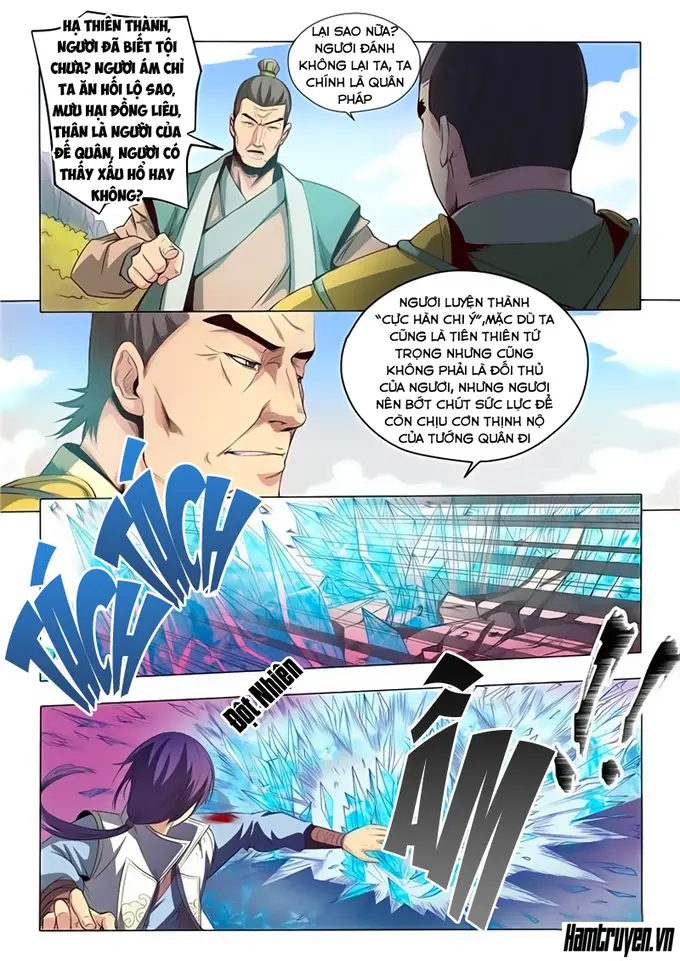 HẠ THIÊN THÀNH,
NGƯƠI ĐÃ BIẾT TỘI
CHƯA? NGƯƠI ÁM CHỈ
TA ĂN HỐI LỘ SAO,
MƯU HẠI ĐỒNG LIÊU,
THÂN LÀ NGƯỜI CỦA
ĐẾ QUÂN, NGƯƠI CÓ
THẤY XẤU HỔ HAY
KHÔNG?
LẠI SAO NỮA?
NGƯƠI ĐÁNH
KHÔNG LẠI TA, TA
CHÍNH LÀ QUÂN
PHÁP
NGƯƠI LUYỆN THÀNH
"CỰC HÀN CHI Ý",MẶC DÙ TA
CŨNG LÀ TIÊN THIÊN TỨ
TRỌNG NHƯNG CŨNG
KHÔNG PHẢI LÀ ĐỐI THỦ
CỦA NGƯƠI, NHƯNG NGƯƠI
NÊN BỚT CHÚT SỨC LỰC ĐỂ
CÒN CHỊU CƠN THỊNH NỘ
CỦA TƯỚNG QUÂN ĐI
TÁCH
TÁCH
Đột Nhiên
ẦM
!!
Hamtruyen.vn